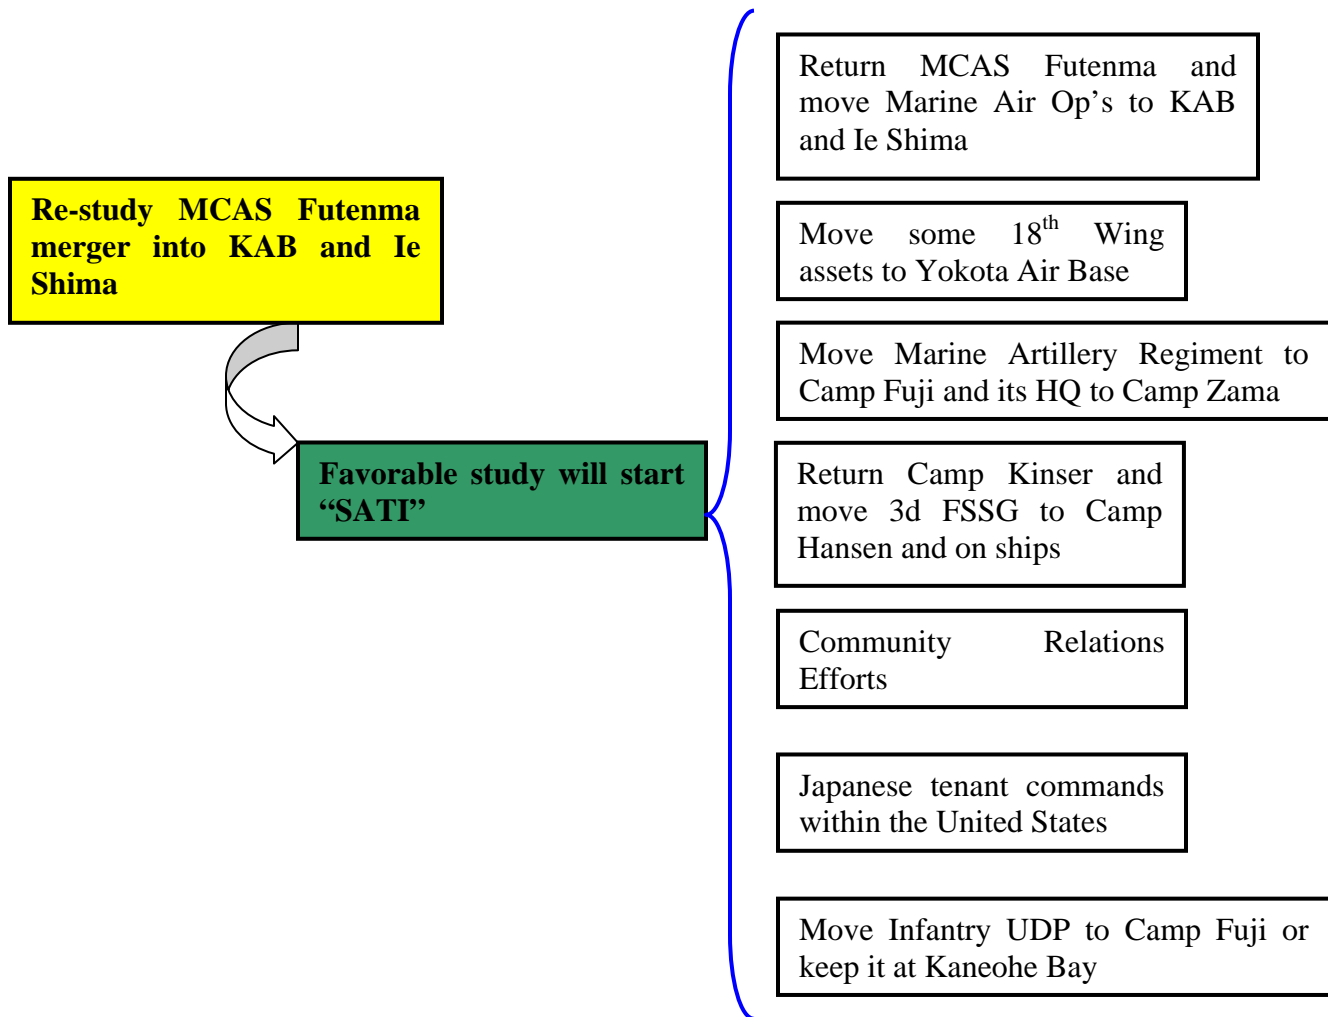 Re-study MCAS Futenma
merger into KAB and Ie
Shima
Favorable study will start
“SATI”
Return MCAS Futenma and
move Marine Air Op’s to KAB
and Ie Shima
Move some 18th Wing
assets to Yokota Air Base
Move Marine Artillery Regiment to
Camp Fuji and its HQ to Camp Zama
Return Camp Kinser and
move 3d FSSG to Camp
Hansen and on ships
Community Relations
Efforts
Japanese tenant commands
within the United States
Move Infantry UDP to Camp Fuji or
keep it at Kaneohe Bay